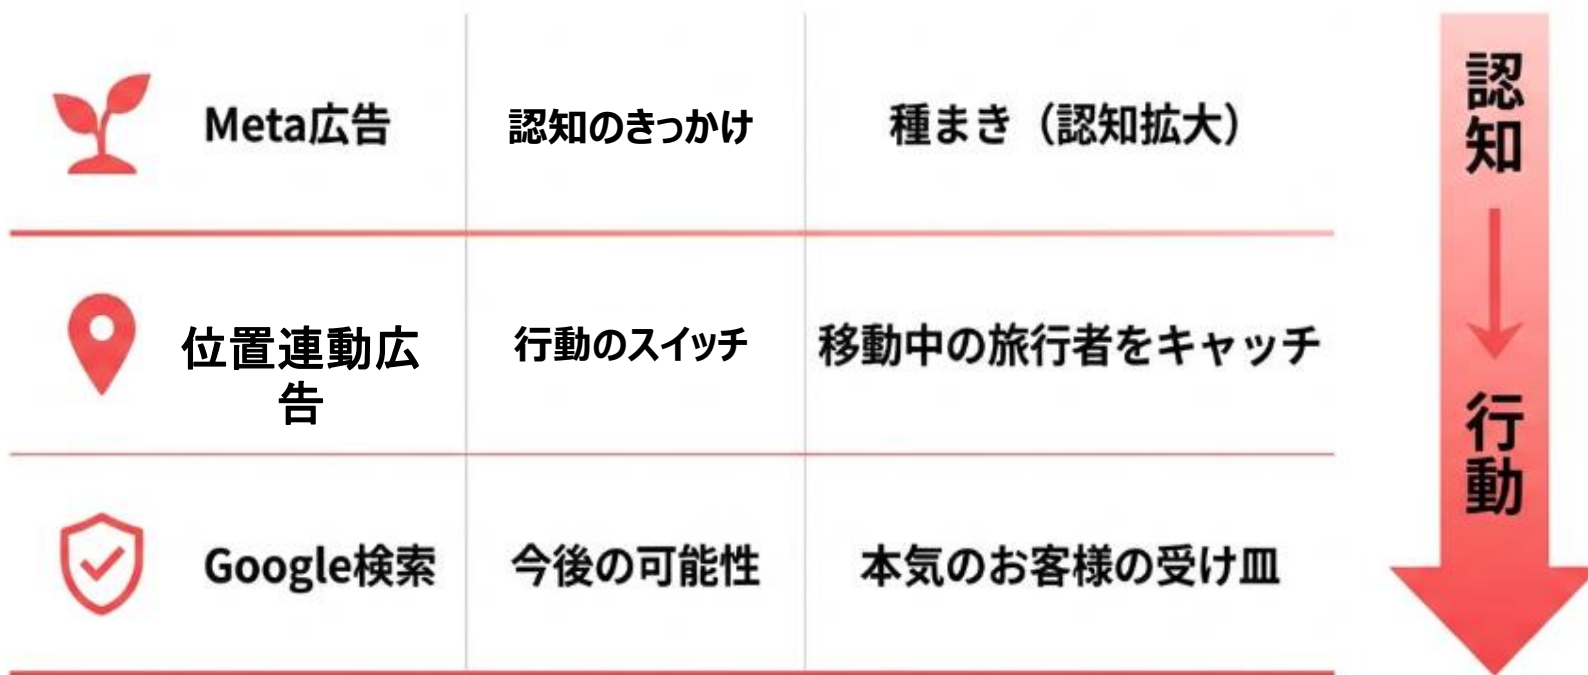 Meta広告
認知のきっかけ
種まき（認知拡大）
位置連動広
告
行動のスイッチ
移動中の旅行者をキャッチ
Google検索
今後の可能性
本気のお客様の受け皿
認知
行動